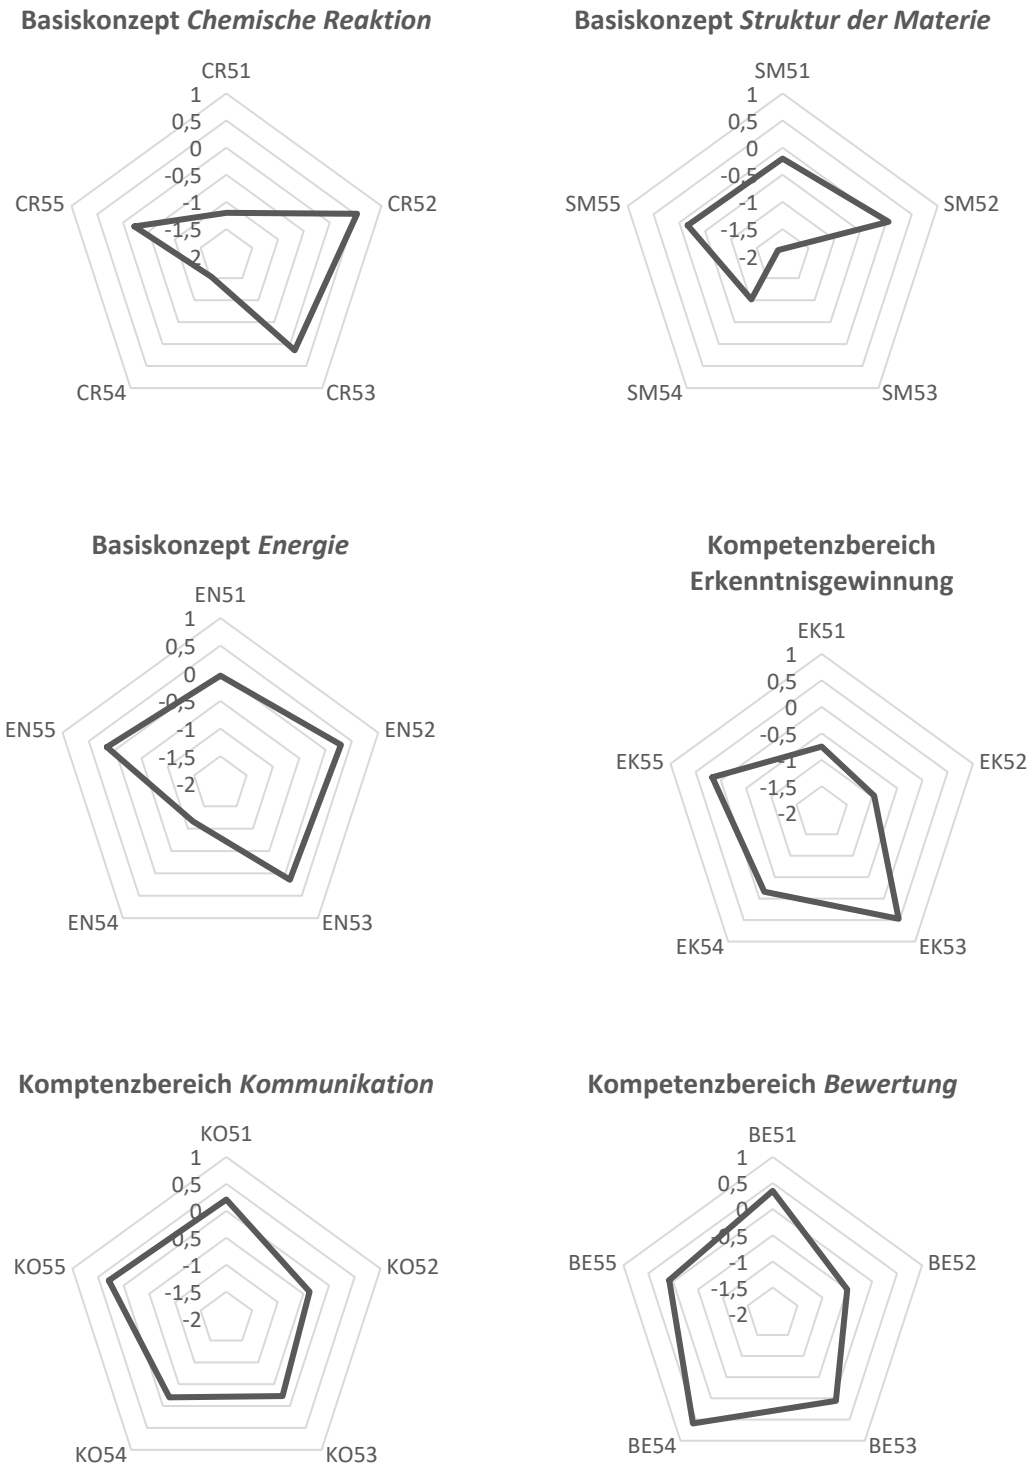 Basiskonzept Chemische Reaktion
CR51
1
0,5
0
-0,5
-1
-1,5
-2
CR52
CR53
CR54
CR55
Basiskonzept Struktur der Materie
SM51
1
0,5
0
-0,5
-1
-1,5
-2
SM52
SM53
SM54
SM55
Basiskonzept Energie
EN51
1
0,5
0
-0,5
-1
-1,5
-2
EN52
EN53
EN54
EN55
Kompetenzbereich
Erkenntnisgewinnung
EK51
1
0,5
0
-0,5
-1
-1,5
-2
EK52
EK53
EK54
EK55
Komptenzbereich Kommunikation
KO51
1
0,5
0
-0,5
-1
-1,5
-2
KO52
KO53
KO54
KO55
Kompetenzbereich Bewertung
BE51
1
0,5
0
-0,5
-1
-1,5
-2
BE52
BE53
BE54
BE55